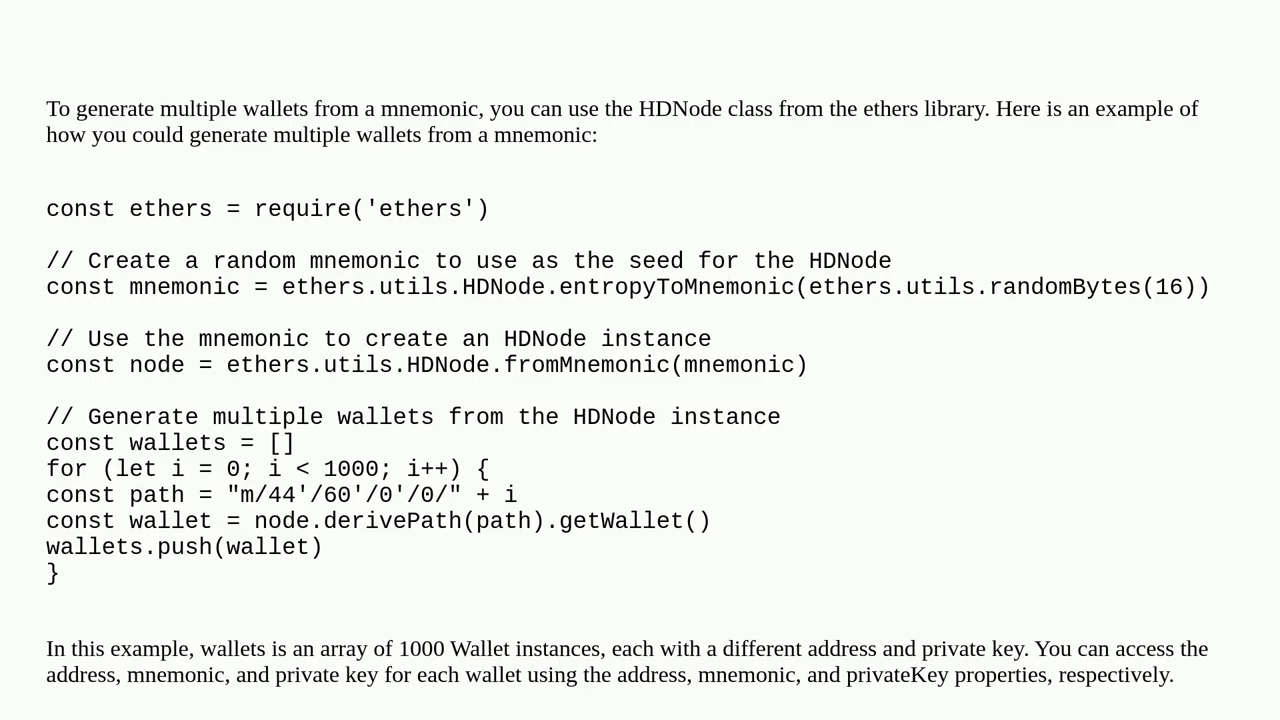 To generate multiple wallets from a mnemonic, you can use the HDNode class from the ethers library. Here is an example of
how you could generate multiple wallets from a mnemonic:
const ethers = require('ethers')
// Create a random mnemonic to use as the seed for the HDNode
const mnemonic = ethers.utils.HDNode.entropyToMnemonic(ethers.utils.randomBytes(16))
// Use the mnemonic to create an HDNode instance
const node = ethers.utils.HDNode.fromMnemonic(mnemonic)
// Generate multiple wallets from the HDNode instance
const wallets = []
for (let i = 0; i < 1000; i++) {
const path = "m/44'/60'/0'/0/" + i
const wallet = node.derivePath(path).getWallet()
wallets.push(wallet)
}
In this example, wallets is an array of 1000 Wallet instances, each with a different address and private key. You can access the
address, mnemonic, and private key for each wallet using the address, mnemonic, and privateKey properties, respectively.